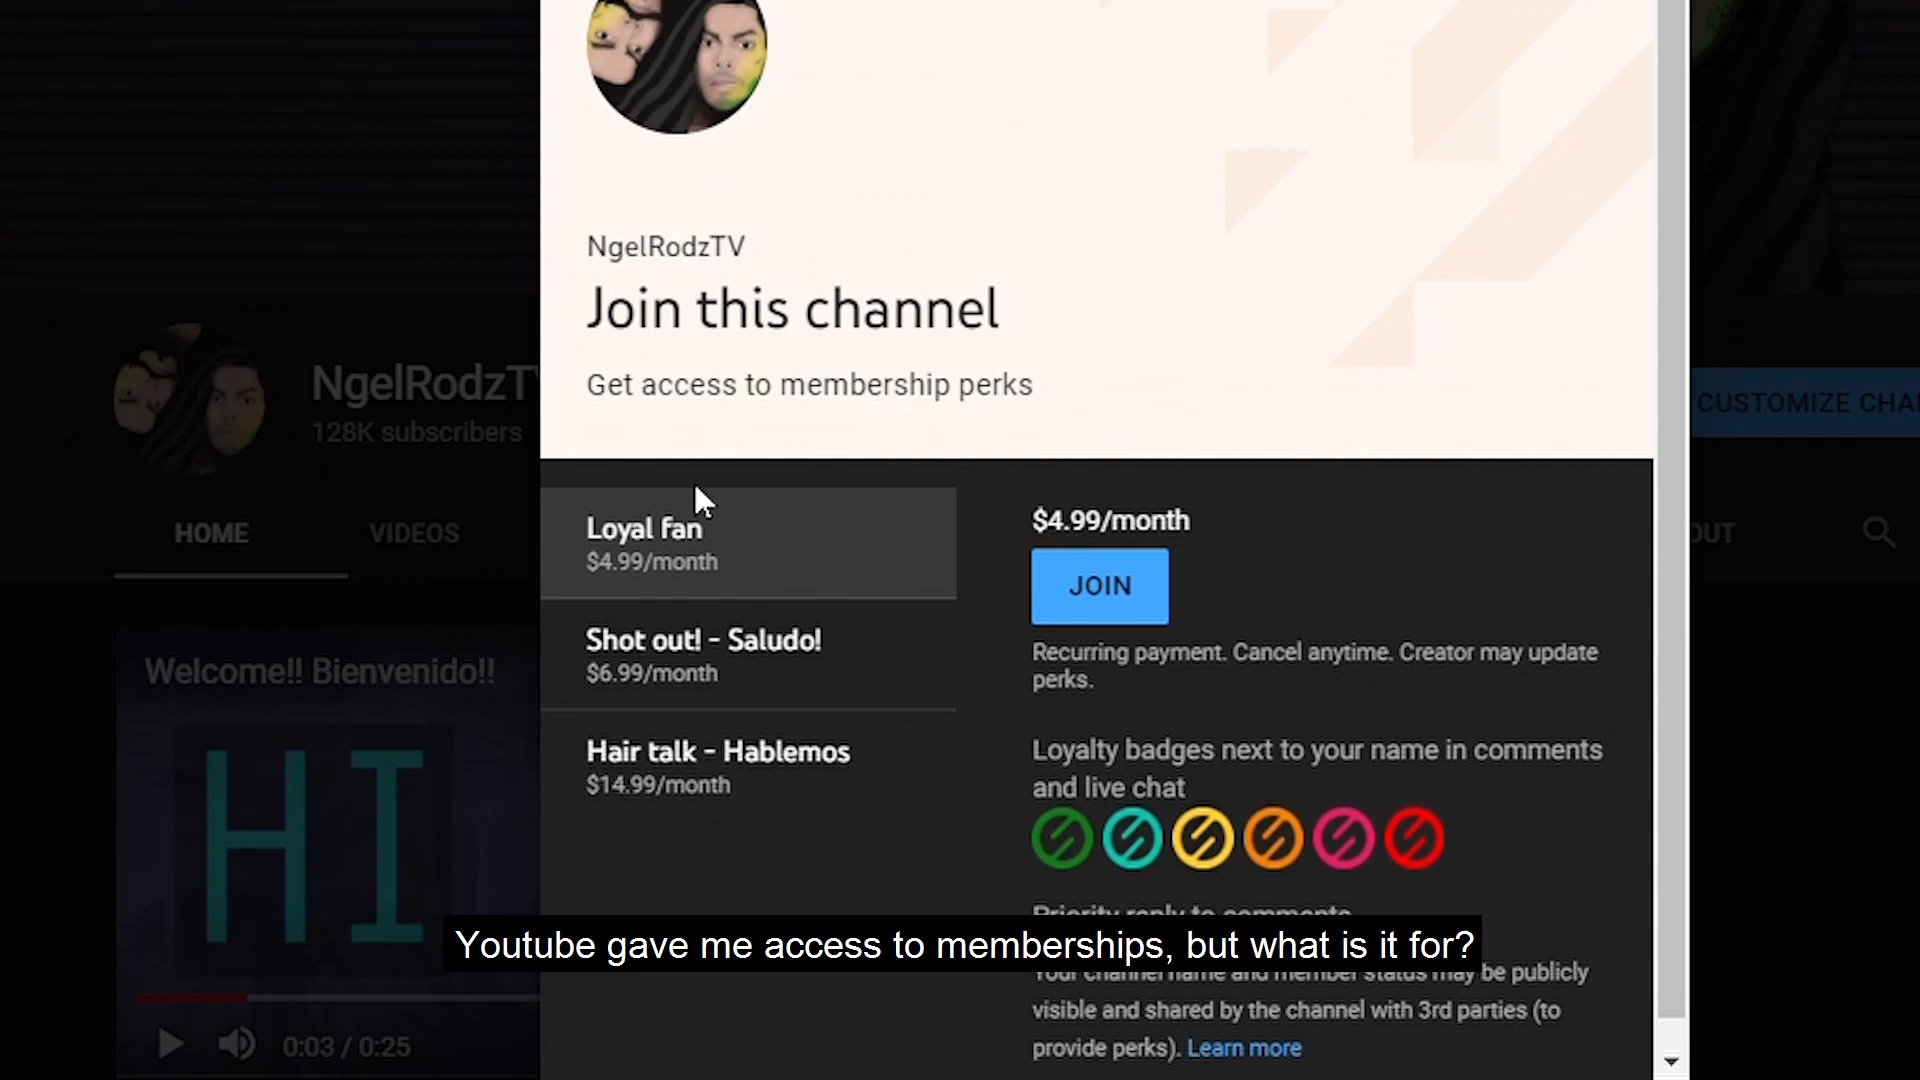 NgelRodzTV
Join this channel
Get access to membership perks
NgelRodzT
128K subscribers
CUSTOMIZE CHA
HOME
VIDEOS
OUT
Loyal fan
$4.99/month
Shot out! - Saludo!
$6.99/month
Hair talk - Hablemos
$14.99/month
$4.99/month
JOIN
Recurring payment. Cancel anytime. Creator may update
perks.
Loyalty badges next to your name in comments
and live chat
Priority reply to comments
Welcome!! Bienvenido!!
HI
0:03 / 0:25
Youtube gave me access to memberships, but what is it for?
Your channel name and member status may be publicly
visible and shared by the channel with 3rd parties (to
provide perks). Learn more